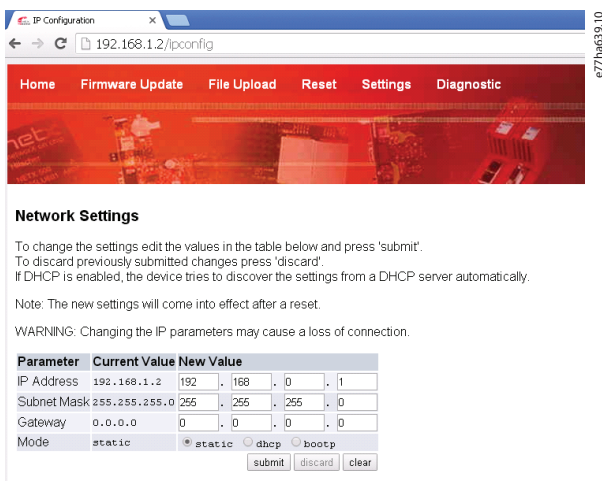 IP Configuration ×
192.168.1.2/ipconfig
e77ha639.10
Home Firmware Update File Upload Reset Settings Diagnostic
Network Settings
To change the settings edit the values in the table below and press 'submit'.
To discard previously submitted changes press 'discard'.
If DHCP is enabled, the device tries to discover the settings from a DHCP server automatically.
Note: The new settings will come into effect after a reset.
WARNING: Changing the IP parameters may cause a loss of connection.
Parameter Current Value New Value
IP Address 192.168.1.2 192 . 168 . 0 . 1
Subnet Mask 255.255.255.0 255 . 255 . 255 . 0
Gateway 0.0.0.0 0 . 0 . 0 . 0
Mode static static dhcp bootp
submit discard clear